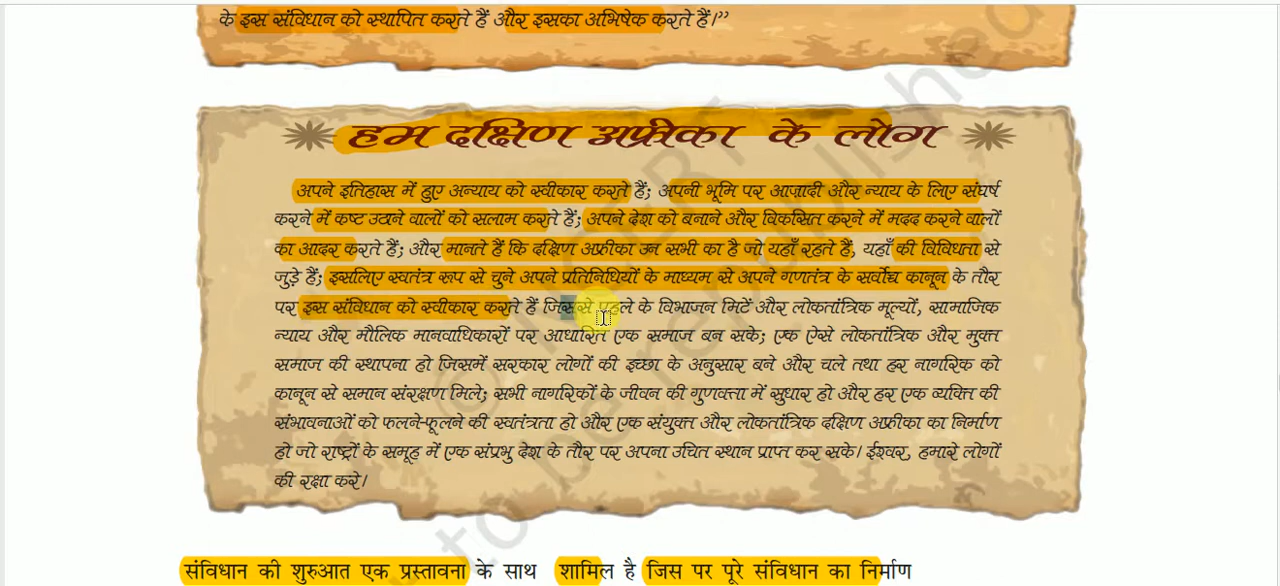 के इस संविधान को स्थापित करते हैं और इसका अभिषेक करते हैं।”
हम दक्षिण अफ्रीका के लोग
अपने इतिहास में हुए अन्याय को स्वीकार करते हैं; अपनी भूमि पर आज़ादी और न्याय के लिए संघर्ष
करने में कष्ट उठाने वालों को सलाम करते हैं; अपने देश को बनाने और विकसित करने में मदद करने वालों
का आदर करते हैं; और मानते हैं कि दक्षिण अफ्रीका उन सभी का है जो यहाँ रहते हैं, यहाँ की विविधता से
जुड़े हैं; इसलिए स्वतंत्र रूप से चुने अपने प्रतिनिधियों के माध्यम से अपने गणतंत्र के सर्वोच्च कानून के तौर
पर इस संविधान को स्वीकार करते हैं जिससे पहले के विभाजन मिटें और लोकतांत्रिक मूल्यों, सामाजिक
न्याय और मौलिक मानवाधिकारों पर आधारित एक समाज बन सके; एक ऐसे लोकतांत्रिक और मुक्त
समाज की स्थापना हो जिसमें सरकार लोगों की इच्छा के अनुसार बने और चले तथा हर नागरिक को
कानून से समान संरक्षण मिले; सभी नागरिकों के जीवन की गुणवत्ता में सुधार हो और हर एक व्यक्ति की
संभावनाओं को फलने-फूलने की स्वतंत्रता हो और एक संयुक्त और लोकतांत्रिक दक्षिण अफ्रीका का निर्माण
हो जो राष्ट्रों के समूह में एक संप्रभु देश के तौर पर अपना उचित स्थान प्राप्त कर सके। ईश्वर, हमारे लोगों
की रक्षा करे।
संविधान की शुरुआत एक प्रस्तावना के साथ शामिल है जिस पर पूरे संविधान का निर्माण
© NCERT
to be republished